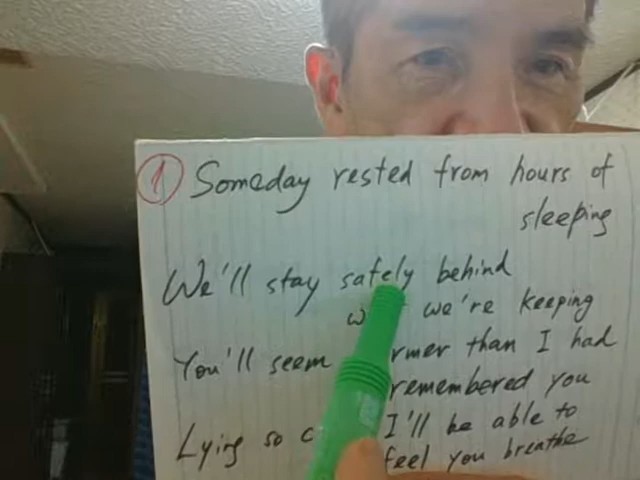 1 Someday rested from hours of
sleeping
We'll stay safely behind
we're keeping
You'll seem than I had
remembered you
Lying so I'll be able to
feel you breathe